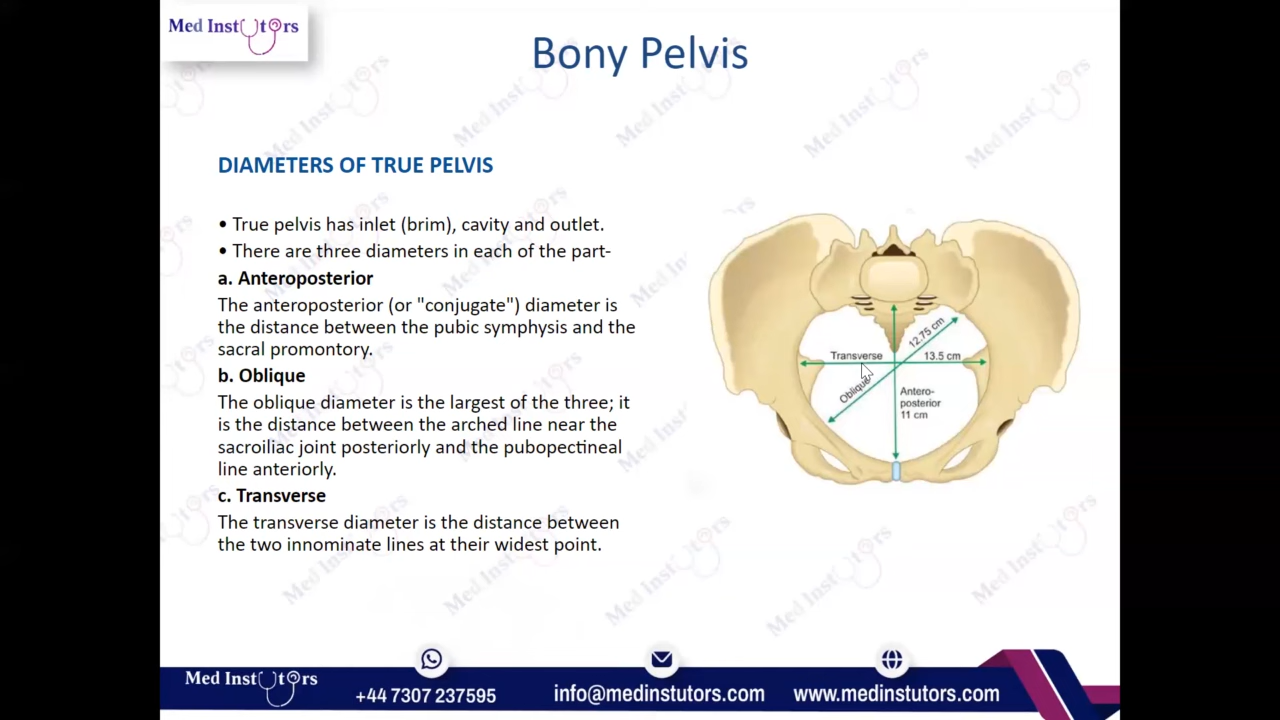 Med Instutors
Bony Pelvis
DIAMETERS OF TRUE PELVIS
• True pelvis has inlet (brim), cavity and outlet.
• There are three diameters in each of the part-
a. Anteroposterior
The anteroposterior (or "conjugate") diameter is
the distance between the pubic symphysis and the
sacral promontory.
b. Oblique
The oblique diameter is the largest of the three; it
is the distance between the arched line near the
sacroiliac joint posteriorly and the pubopectineal
line anteriorly.
c. Transverse
The transverse diameter is the distance between
the two innominate lines at their widest point.
12.75 cm
Transverse
13.5 cm
Oblique
Antero-
posterior
11 cm
Med Instutors
+44 7307 237595
info@medinstutors.com
www.medinstutors.com